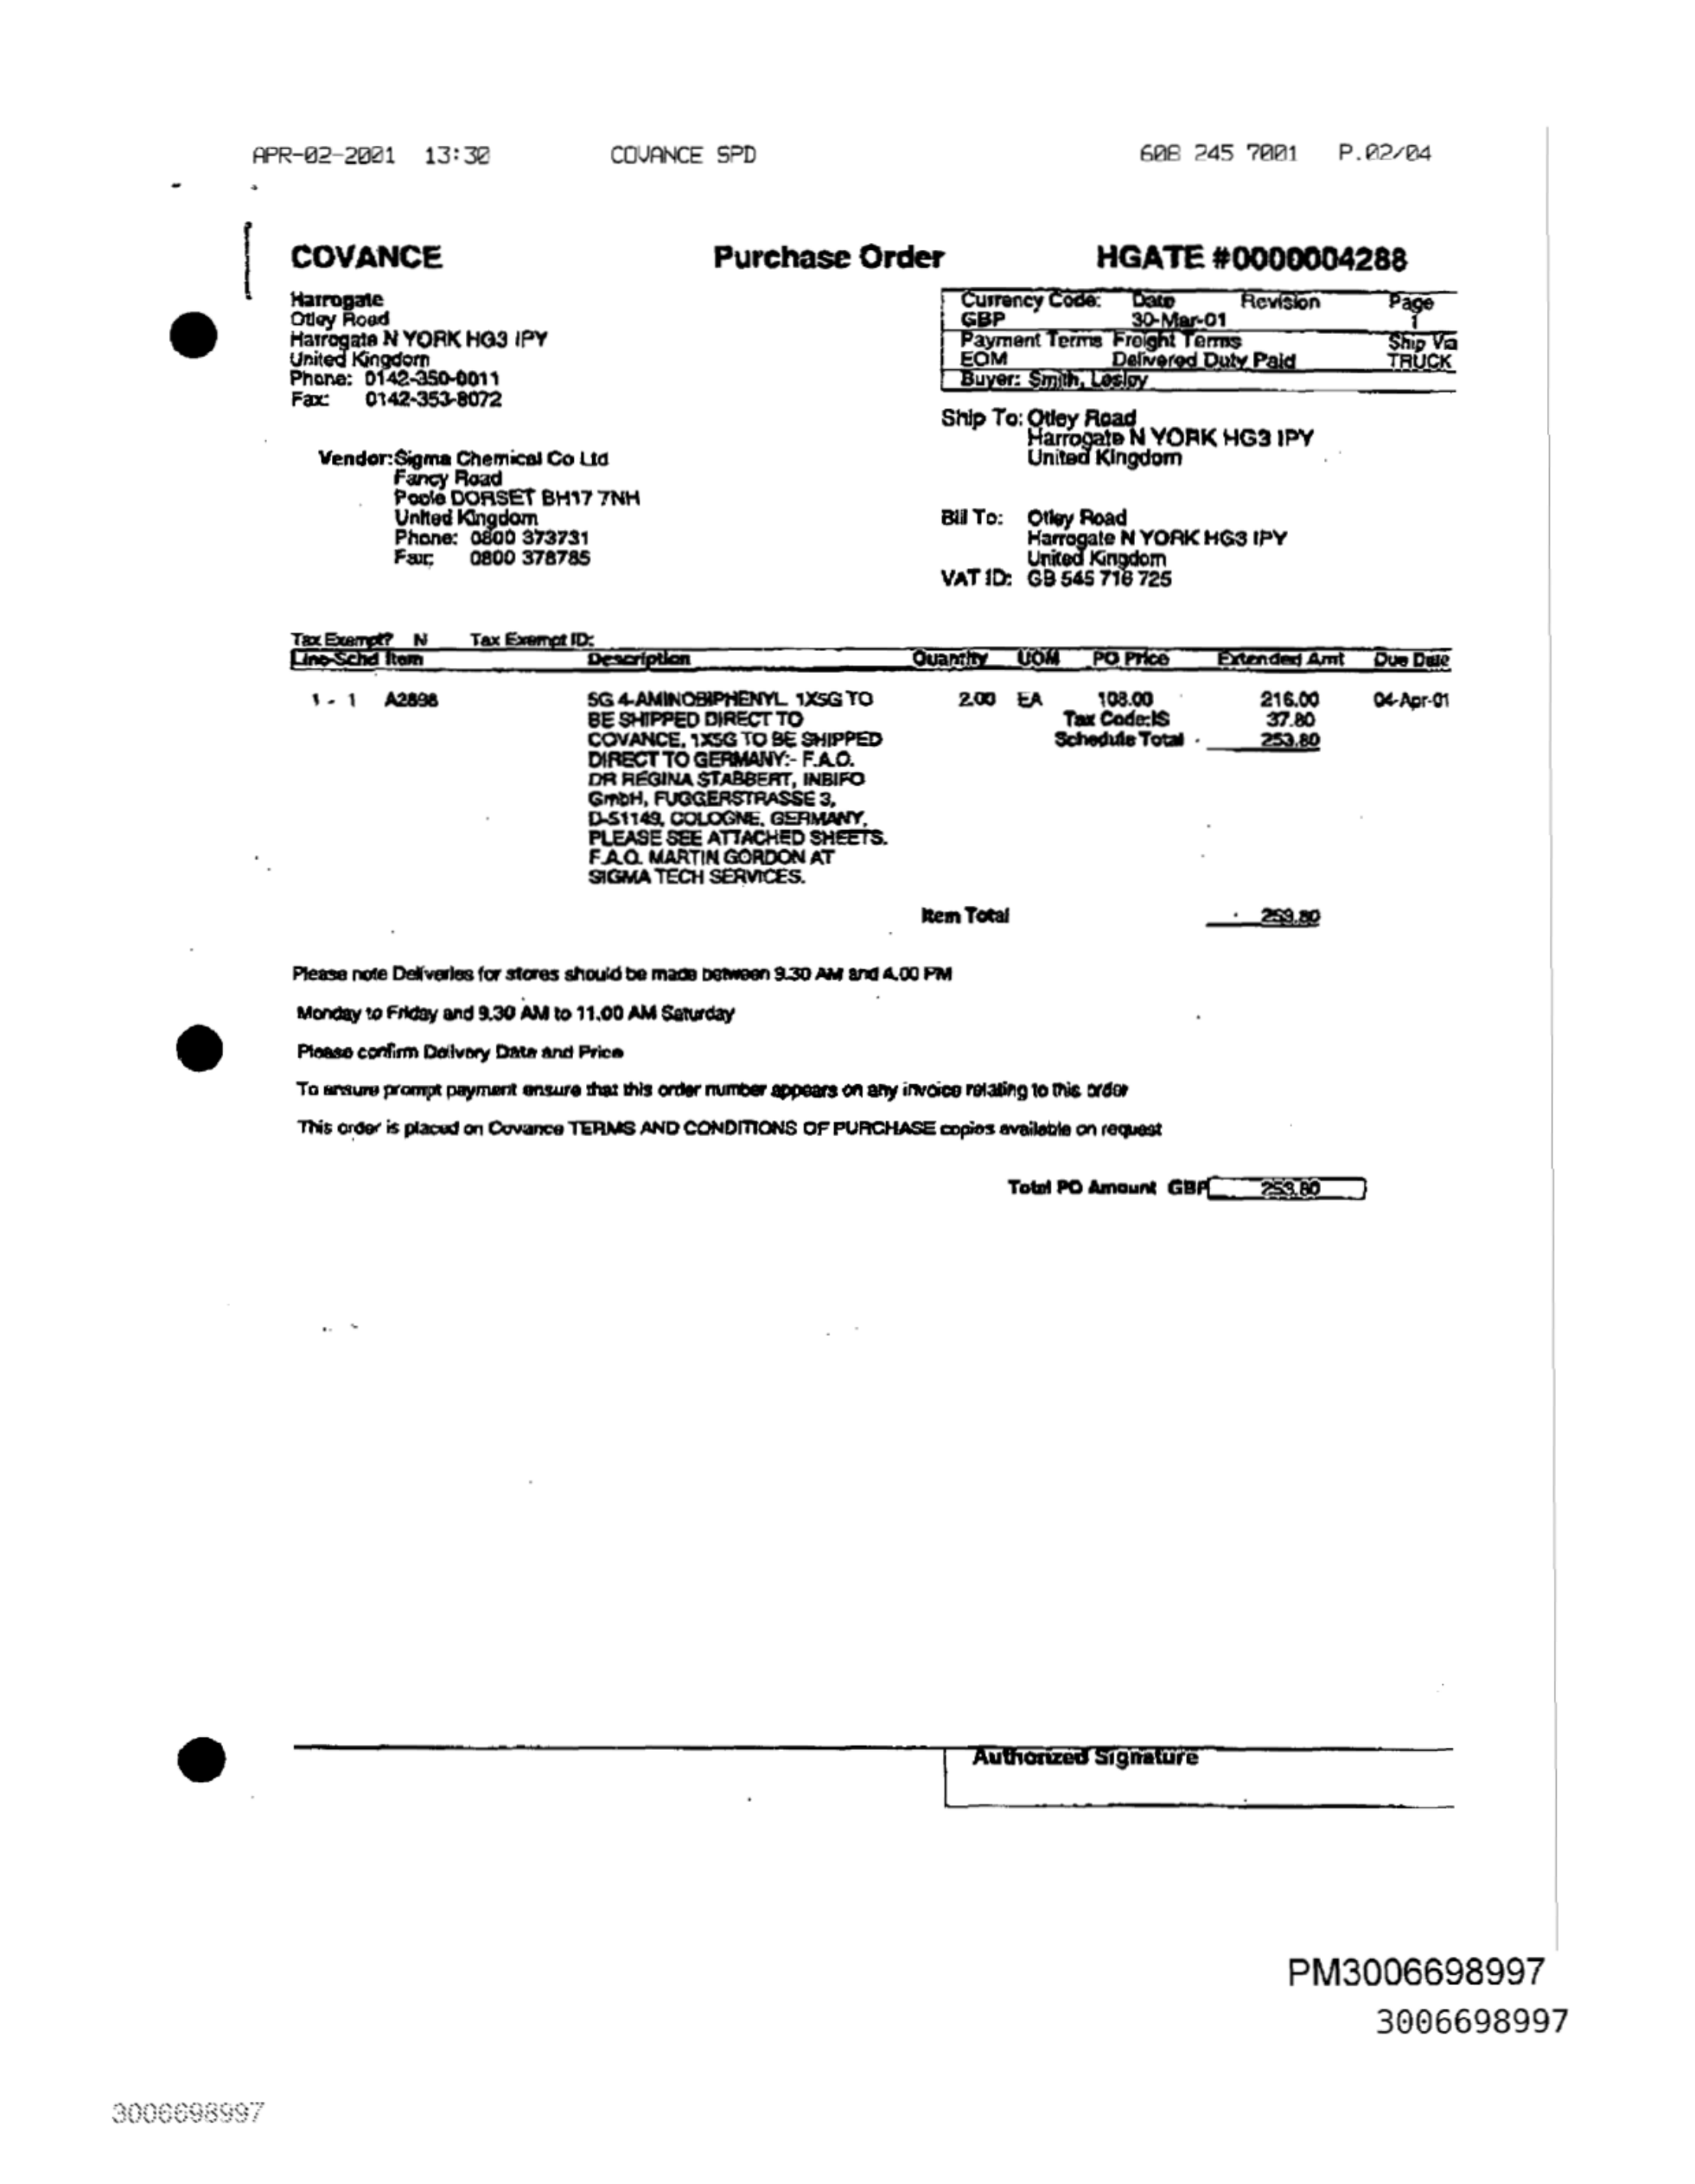 APR-02-2001 13:30 COVANCE SPD 608 245 7001 P.02/04
COVANCE Purchase Order HGATE #0000004288
Harrogate
Otley Road
Harrogate N YORK HG3 IPY
United Kingdom
Phone: 0142-350-0011
Fax: 0142-353-8072
Currency Code: Date Revision Page
GBP 30-Mar-01 1
Payment Terms Freight Terms Ship Via
EOM Delivered Duty Paid TRUCK
Buyer: Smith, Lesley
Ship To: Otley Road
Harrogate N YORK HG3 IPY
United Kingdom
Vendor: Sigma Chemical Co Ltd
Fancy Road
Poole DORSET BH17 7NH
United Kingdom
Phone: 0800 373731
Fax: 0800 378785
Bill To: Otley Road
Harrogate N YORK HG3 IPY
United Kingdom
VAT ID: GB 545 716 725
Tax Exempt? N Tax Exempt ID:
Line-Schd Item Description Quantity UOM PO Price Extended Amt Due Date
1 - 1 A2898 5G 4-AMINOBIPHENYL 1X5G TO 2.00 EA 108.00 216.00 04-Apr-01
BE SHIPPED DIRECT TO Tax Code:IS 37.80
COVANCE, 1X5G TO BE SHIPPED Schedule Total 253.80
DIRECT TO GERMANY:- F.A.O.
DR REGINA STABBERT, INBIFO
GmbH, FUGGERSTRASSE 3,
D-51149, COLOGNE, GERMANY,
PLEASE SEE ATTACHED SHEETS.
F.A.O. MARTIN GORDON AT
SIGMA TECH SERVICES.
Item Total 253.80
Please note Deliveries for stores should be made between 9.30 AM and 4.00 PM
Monday to Friday and 9.30 AM to 11.00 AM Saturday
Please confirm Delivery Date and Price
To ensure prompt payment ensure that this order number appears on any invoice relating to this order
This order is placed on Covance TERMS AND CONDITIONS OF PURCHASE copies available on request
Total PO Amount GBP 253.80
Authorized Signature
PM3006698997
3006698997
3006698997